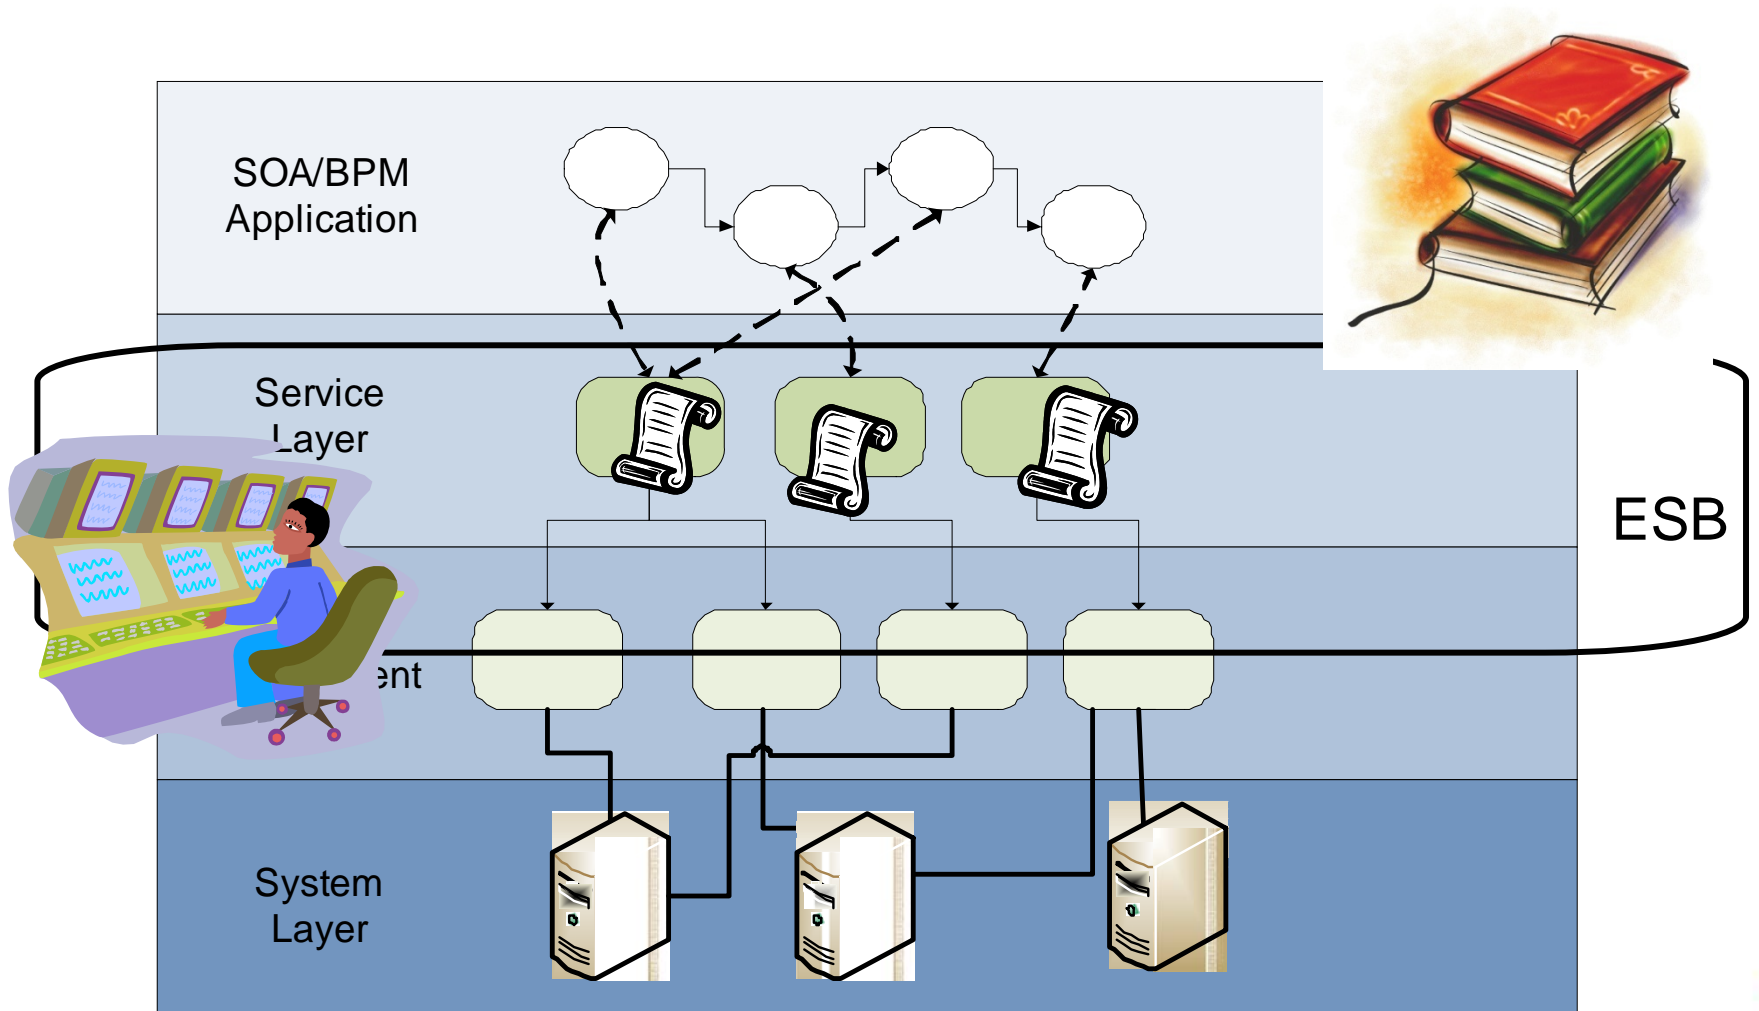 SOA/BPM
Application
Service
Layer
ESB
ent
System
Layer